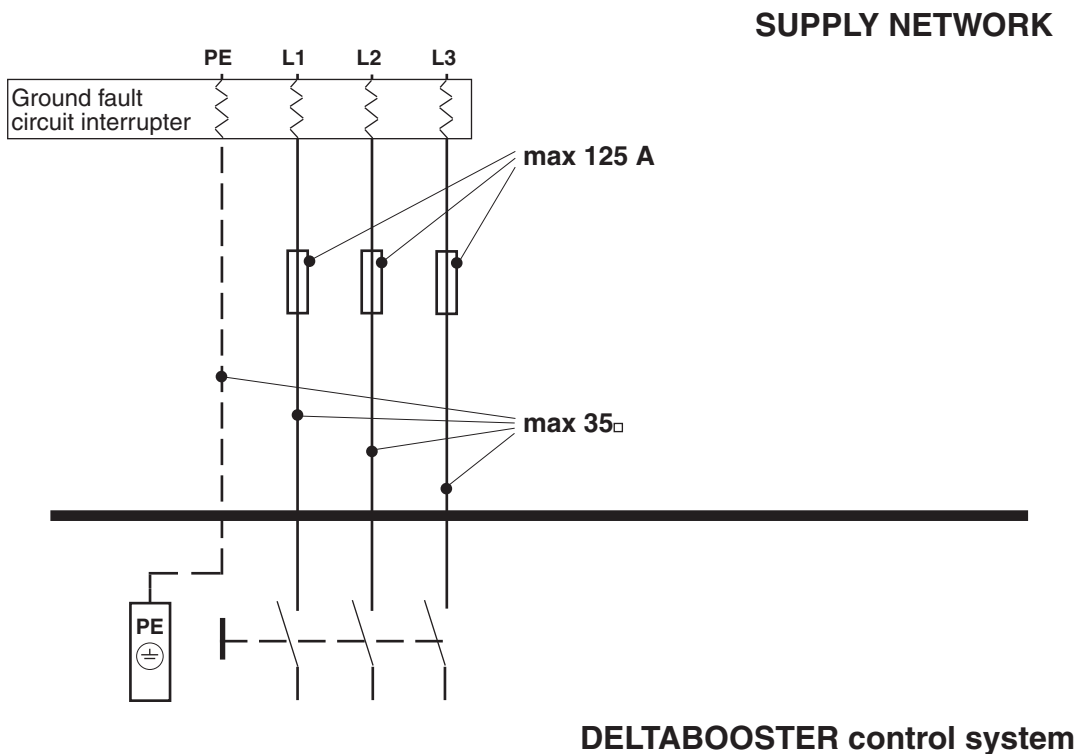 SUPPLY NETWORK
PE L1 L2 L3
Ground fault
circuit interrupter
max 125 A
max 35□
PE
DELTABOOSTER control system